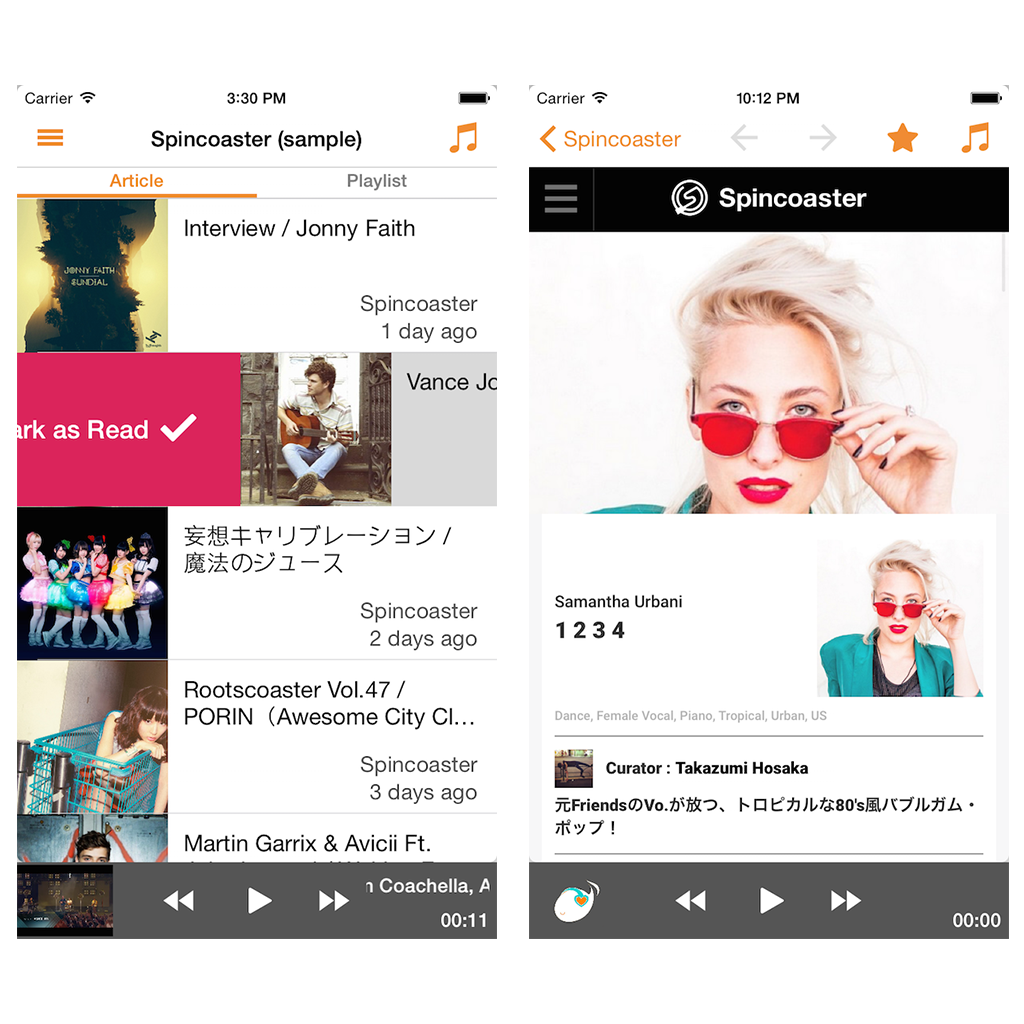 Carrier
3:30 PM
Spincoaster (sample)
Article
Playlist
JONNY FAITH
SUNDIAL
Interview / Jonny Faith
Spincoaster
1 day ago
ark as Read
Vance Jo
妄想キャリブレーション /
魔法のジュース
Spincoaster
2 days ago
Rootscoaster Vol.47 /
PORIN（Awesome City Cl…
Spincoaster
3 days ago
Martin Garrix & Avicii Ft.
n Coachella, A
00:11
Carrier
10:12 PM
Spincoaster
Spincoaster
Samantha Urbani
1 2 3 4
Dance, Female Vocal, Piano, Tropical, Urban, US
Curator : Takazumi Hosaka
元FriendsのVo.が放つ、トロピカルな80's風バブルガム・
ポップ！
00:00